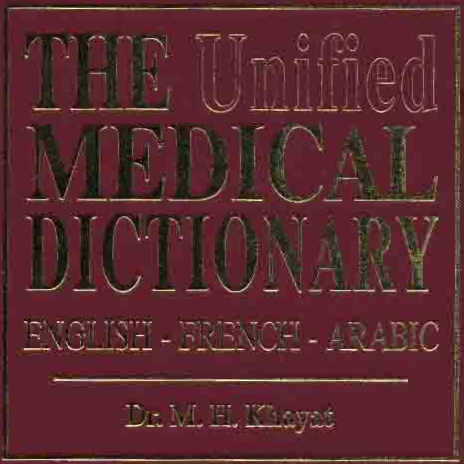 THE Unified
MEDICAL
DICTIONARY
ENGLISH - FRENCH - ARABIC
Dr. M. H. Khayat